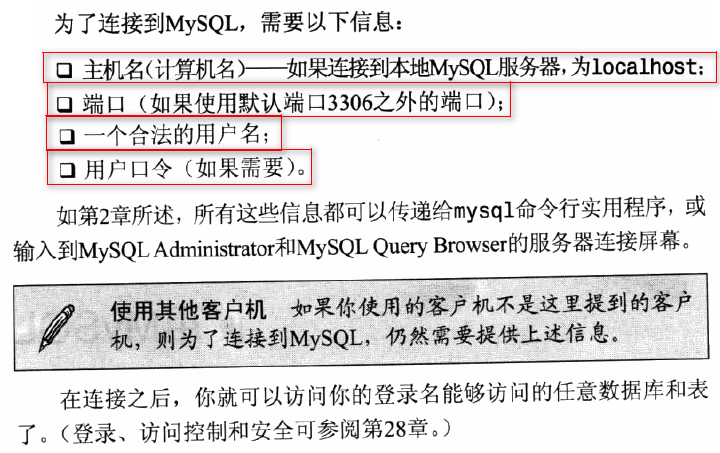 为了连接到MySQL，需要以下信息：
❑ 主机名（计算机名）——如果连接到本地MySQL服务器，为localhost；
❑ 端口（如果使用默认端口3306之外的端口）；
❑ 一个合法的用户名；
❑ 用户口令（如果需要）。
如第2章所述，所有这些信息都可以传递给mysql命令行实用程序，或
输入到MySQL Administrator和MySQL Query Browser的服务器连接屏幕。
使用其他客户机 如果你使用的客户机不是这里提到的客户
机，则为了连接到MySQL，仍然需要提供上述信息。
在连接之后，你就可以访问你的登录名能够访问的任意数据库和表
了。（登录、访问控制和安全可参阅第28章。）